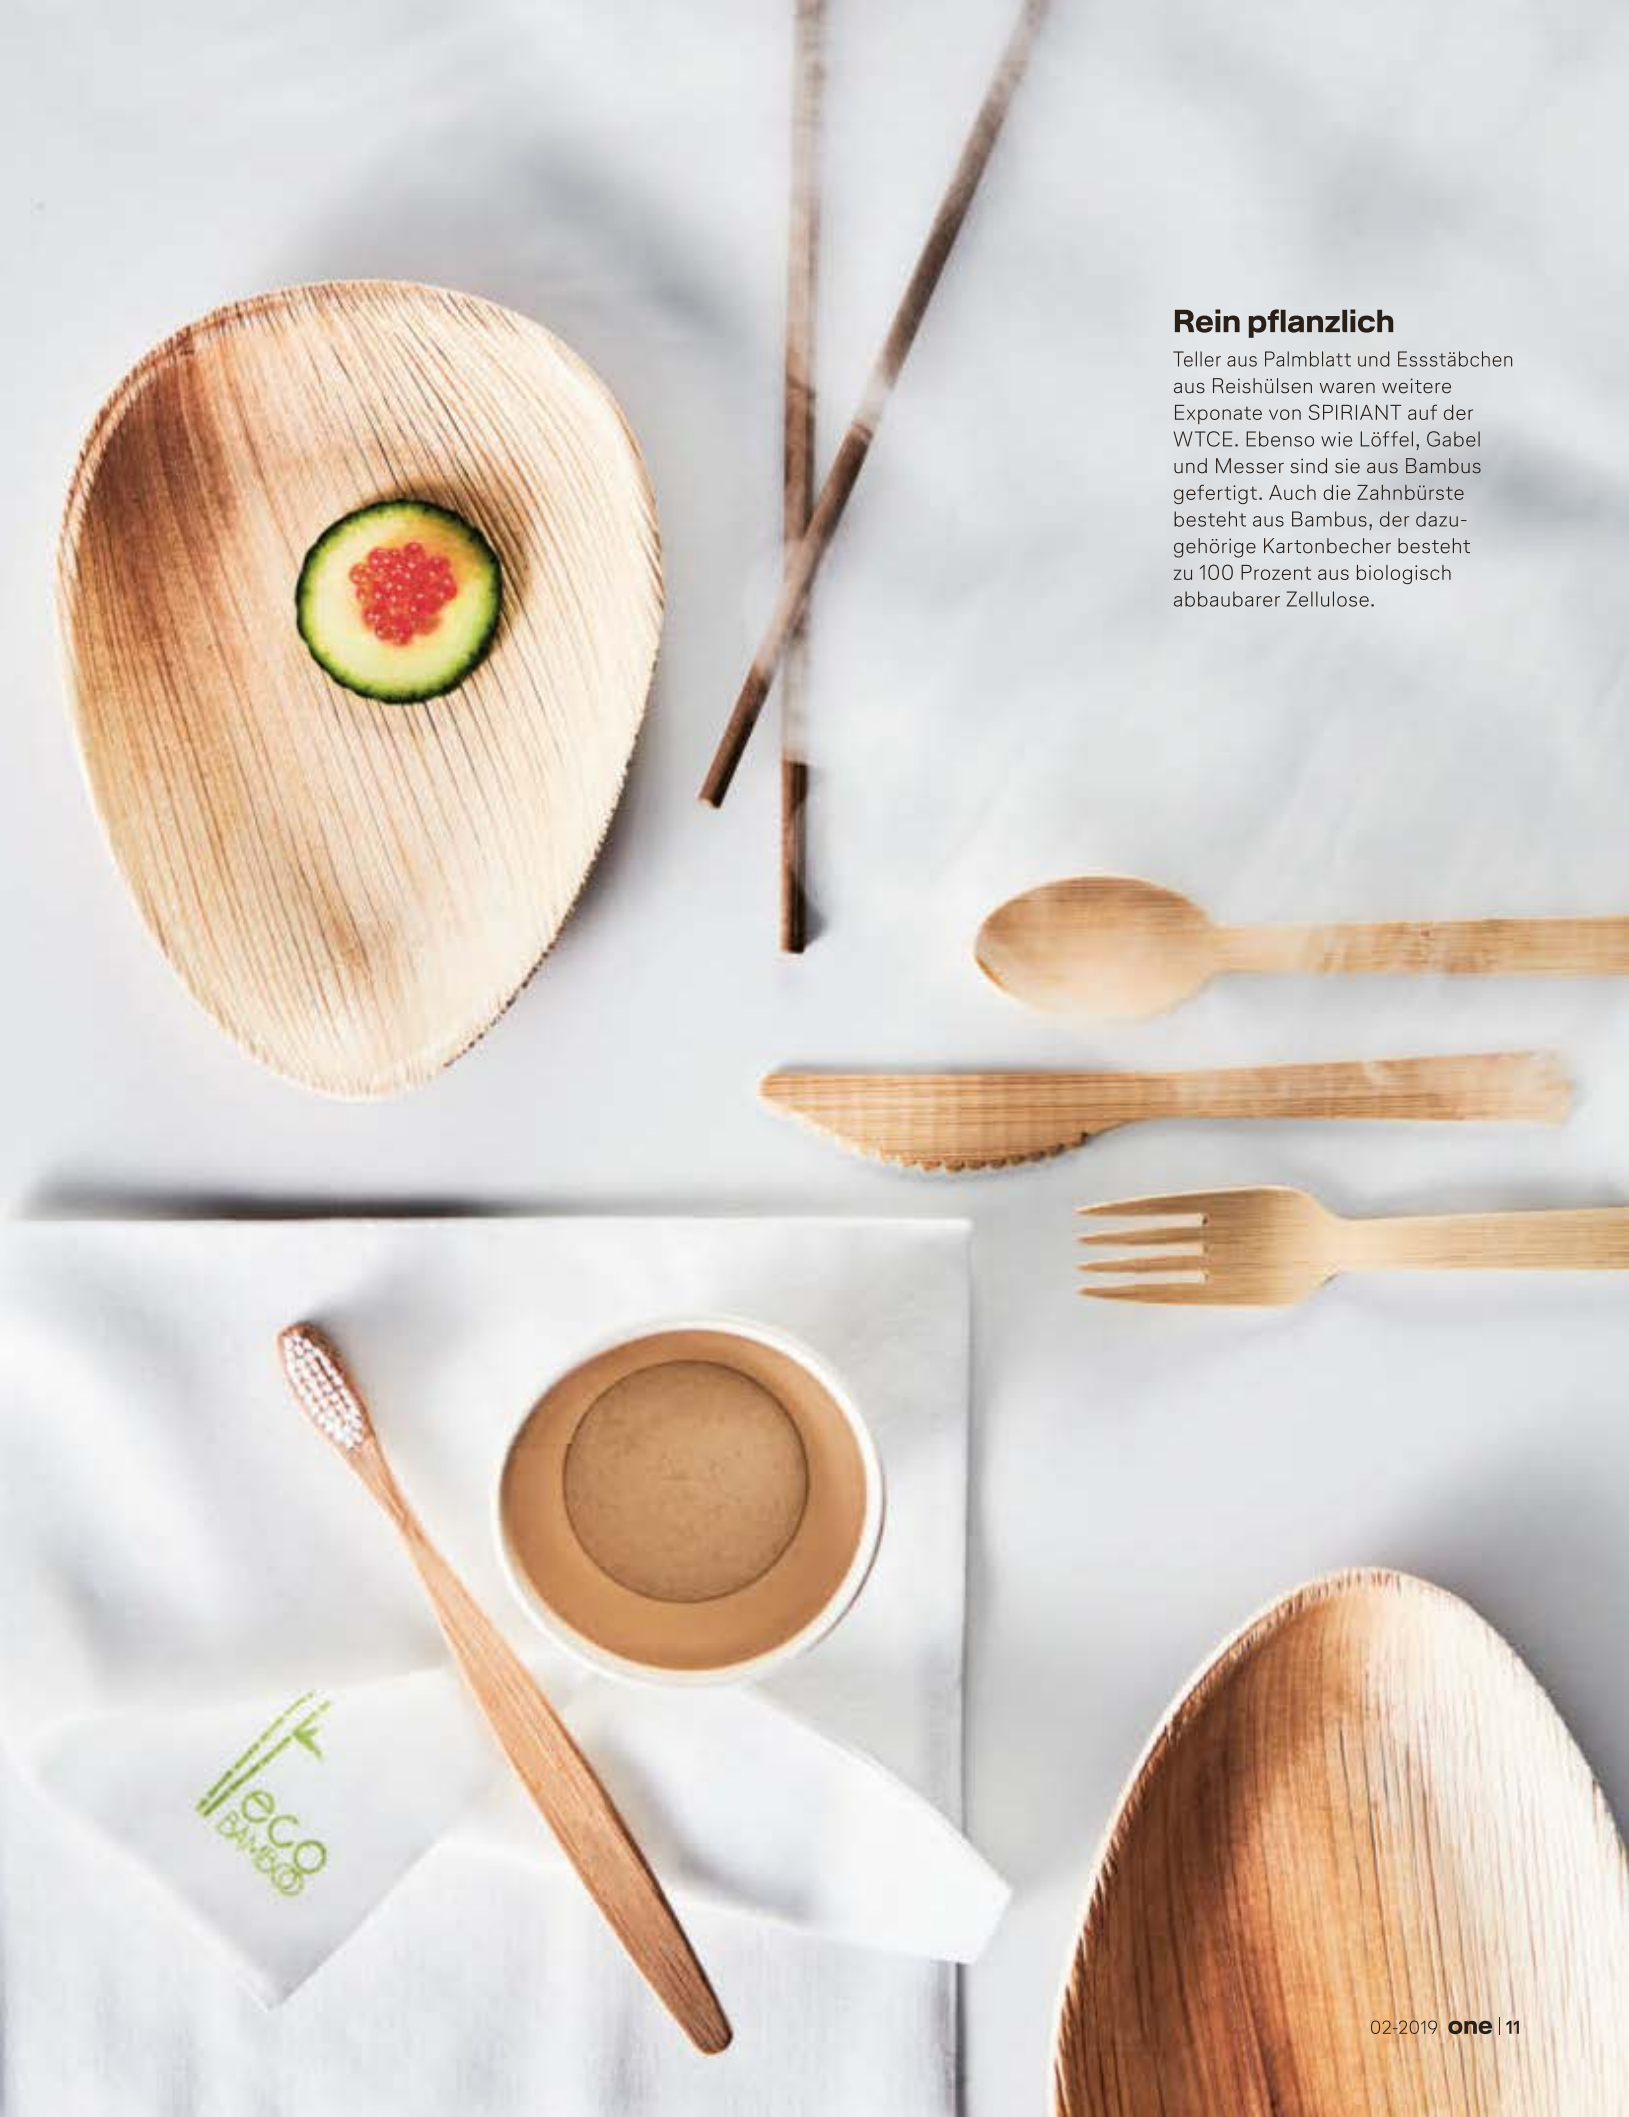 Rein pflanzlich
Teller aus Palmblatt und Essstäbchen
aus Reishülsen waren weitere
Exponate von SPIRIANT auf der
WTCE. Ebenso wie Löffel, Gabel
und Messer sind sie aus Bambus
gefertigt. Auch die Zahnbürste
besteht aus Bambus, der dazu-
gehörige Kartonbecher besteht
zu 100 Prozent aus biologisch
abbaubarer Zellulose.
eco
BAMBOO
02-2019 one | 11